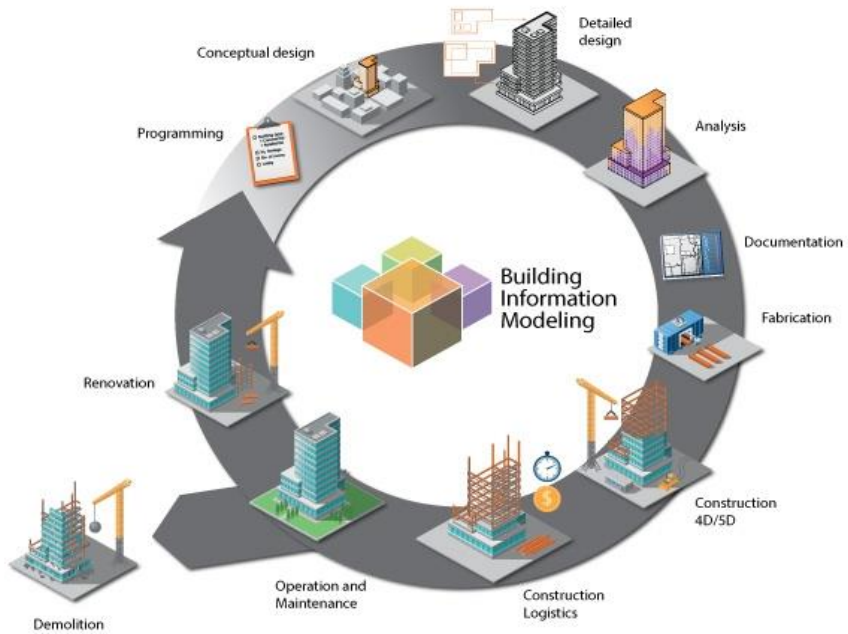 Detailed
design
Conceptual design
Analysis
Programming
Documentation
Building
Information
Modeling
Fabrication
Renovation
Construction
4D/5D
$
Operation and
Maintenance
Construction
Logistics
Demolition